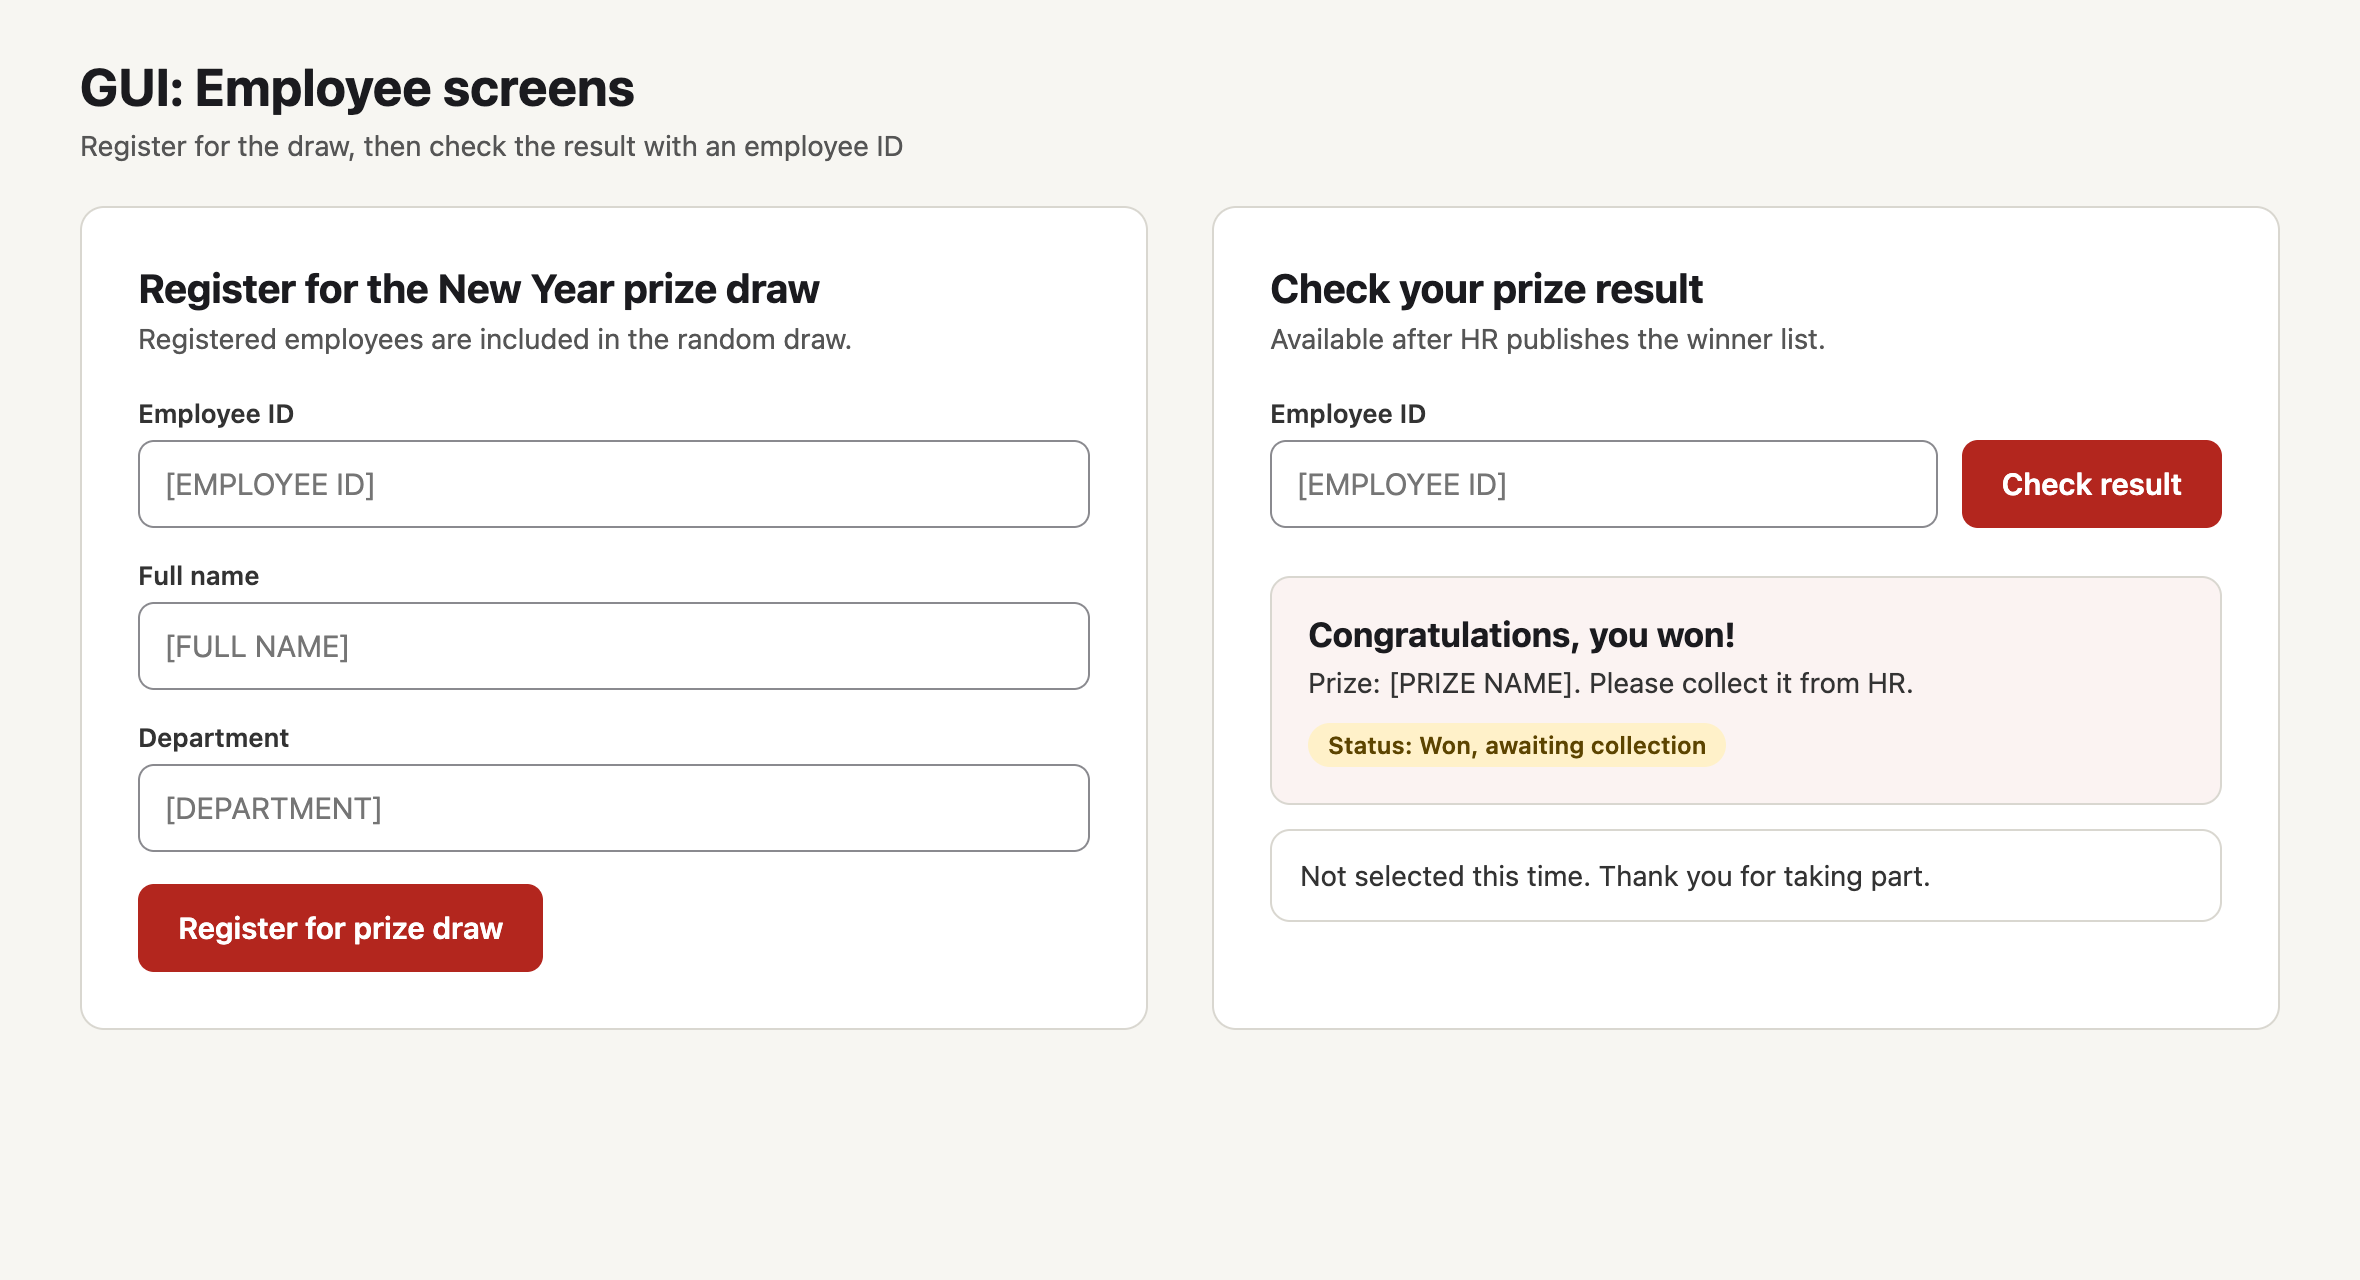 GUI: Employee screens
Register for the draw, then check the result with an employee ID
Register for the New Year prize draw
Registered employees are included in the random draw.
Employee ID
[EMPLOYEE ID]
Full name
[FULL NAME]
Department
[DEPARTMENT]
Register for prize draw
Check your prize result
Available after HR publishes the winner list.
Employee ID
[EMPLOYEE ID]
Check result
Congratulations, you won!
Prize: [PRIZE NAME]. Please collect it from HR.
Status: Won, awaiting collection
Not selected this time. Thank you for taking part.